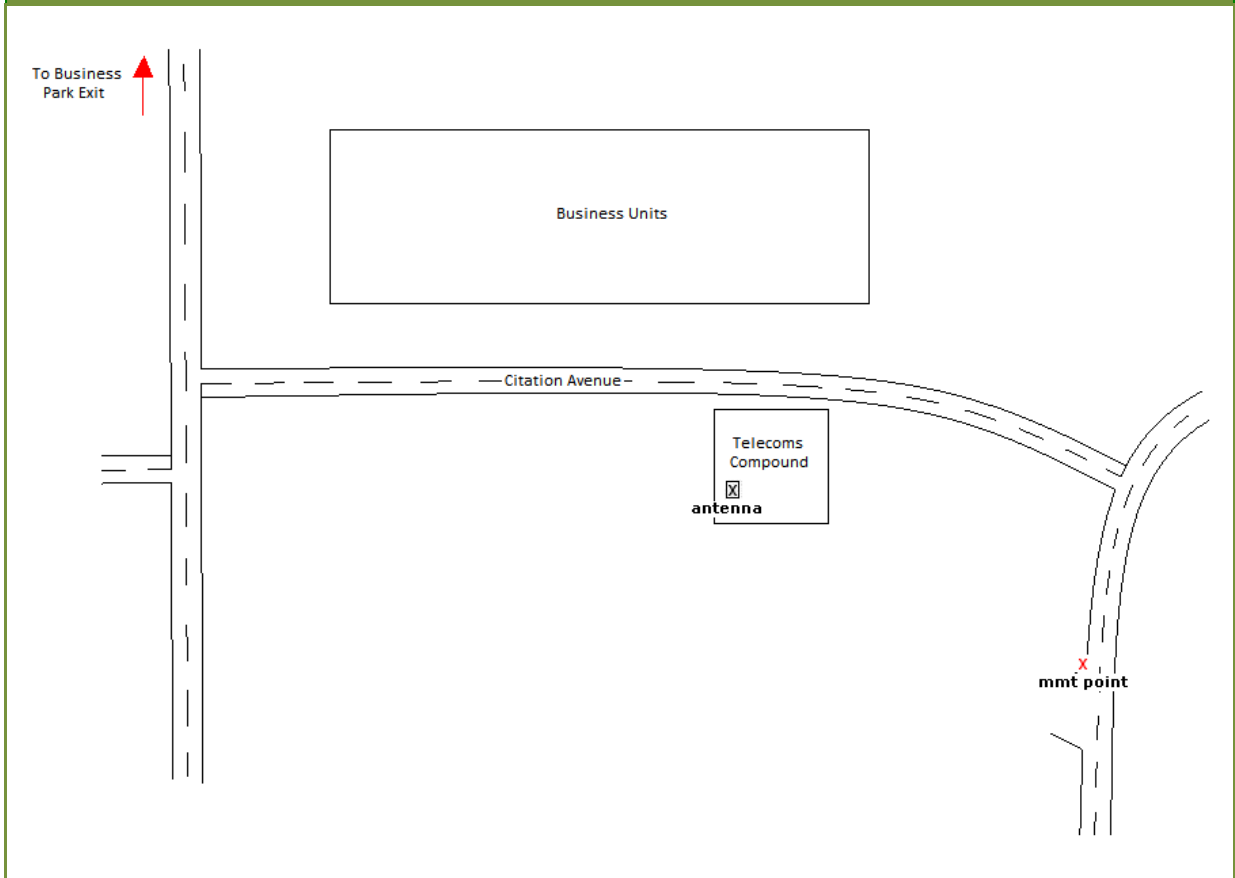 To Business
Park Exit
Business Units
Citation Avenue
Telecoms
Compound
X
antenna
X
mmt point